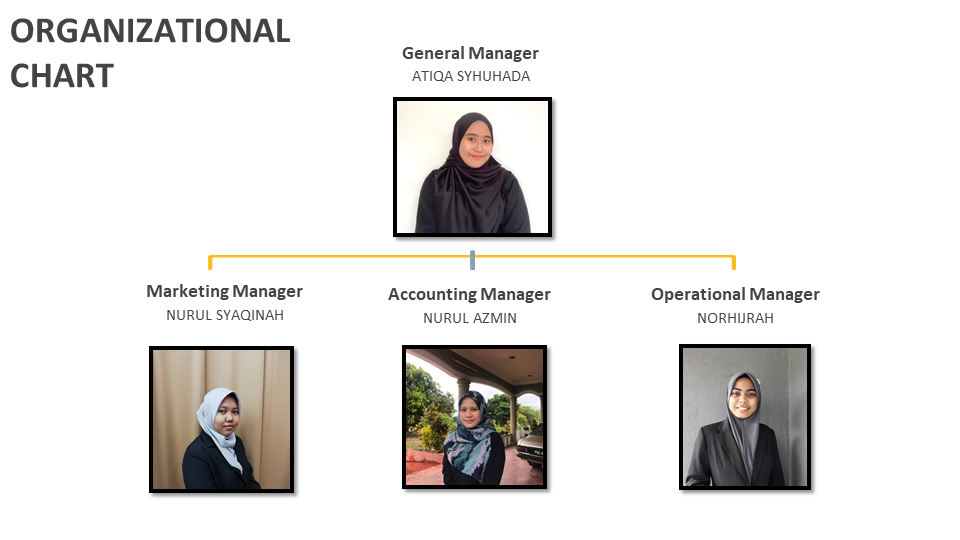 ORGANIZATIONAL
CHART
General Manager
ATIQA SYHUHADA
Marketing Manager
NURUL SYAQINAH
Accounting Manager
NURUL AZMIN
Operational Manager
NORHIJRAH